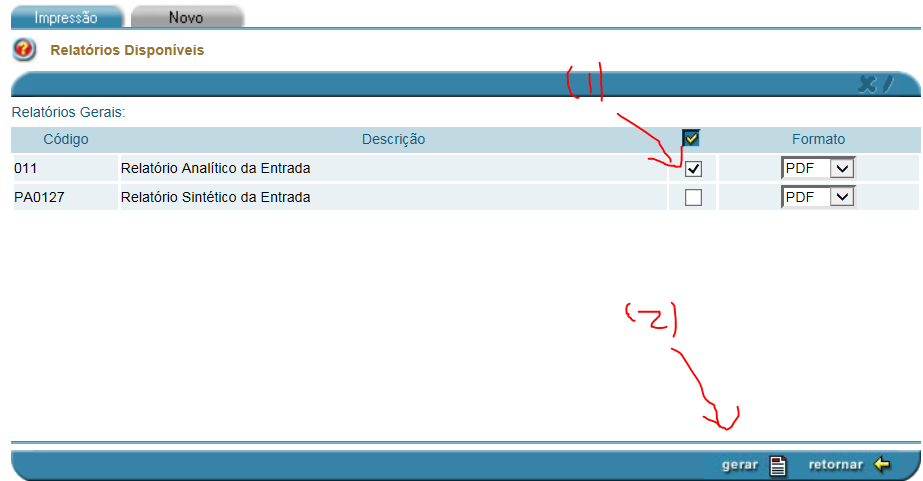 Impressão Novo
Relatórios Disponíveis
(1)
Relatórios Gerais:
Código Descrição Formato
011 Relatório Analítico da Entrada PDF
PA0127 Relatório Sintético da Entrada PDF
(2)
gerar retornar